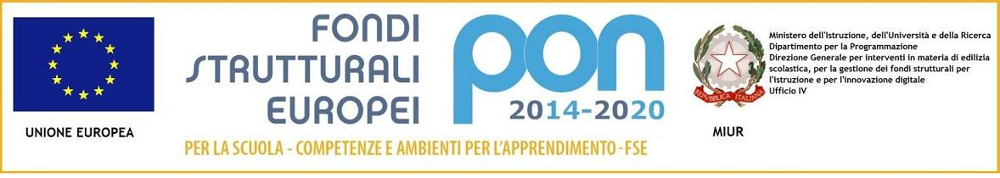 UNIONE EUROPEA
FONDI
STRUTTURALI
EUROPEI
pon
2014-2020
PER LA SCUOLA - COMPETENZE E AMBIENTI PER L'APPRENDIMENTO-FSE
REPVBBLICA ITALIANA
MIUR
Ministero dell'Istruzione, dell'Università e della Ricerca
Dipartimento per la Programmazione
Direzione Generale per interventi in materia di edilizia
scolastica, per la gestione dei fondi strutturali per
l'istruzione e per l'innovazione digitale
Ufficio IV